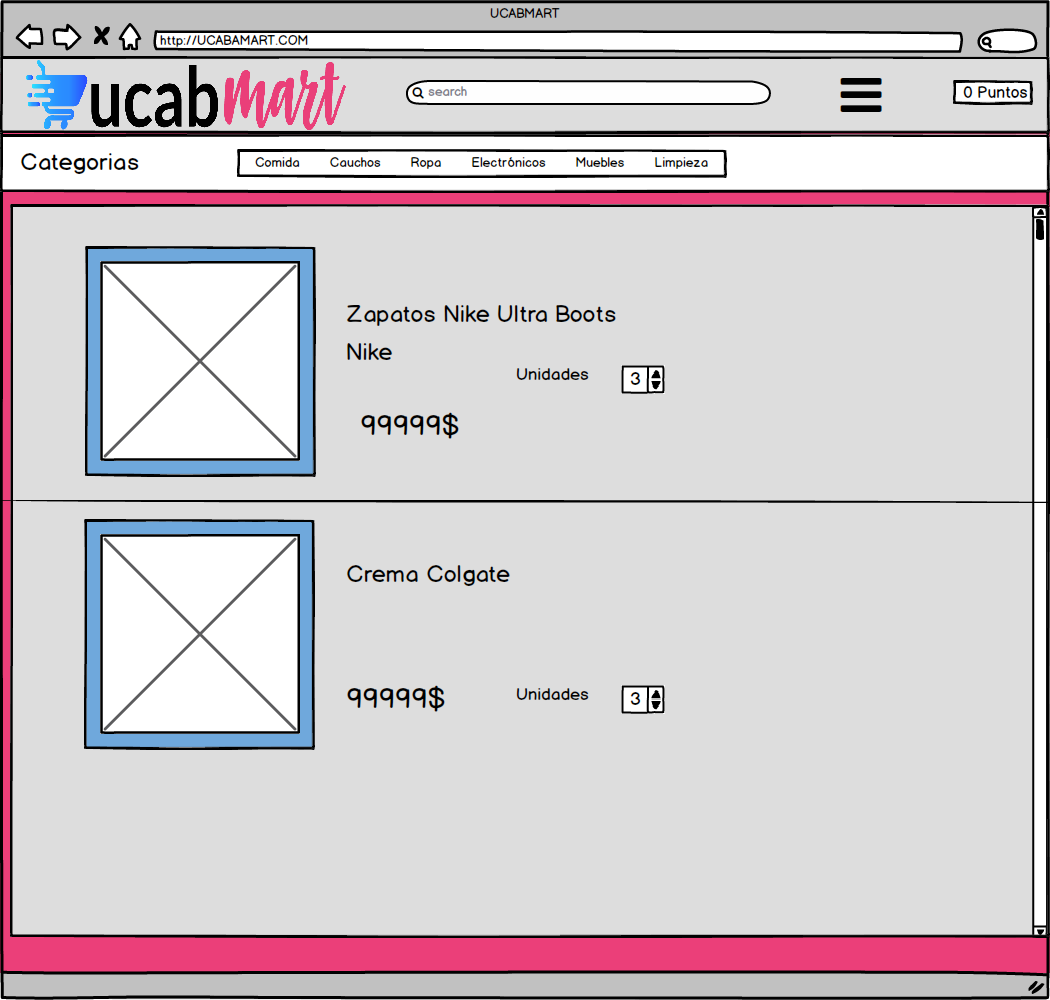 UCABMART
http://UCABAMART.COM
ucabmart
search
0 Puntos
Categorias
Comida Cauchos Ropa Electrónicos Muebles Limpieza
Zapatos Nike Ultra Boots
Nike
Unidades 3
99999$
Crema Colgate
99999$ Unidades 3